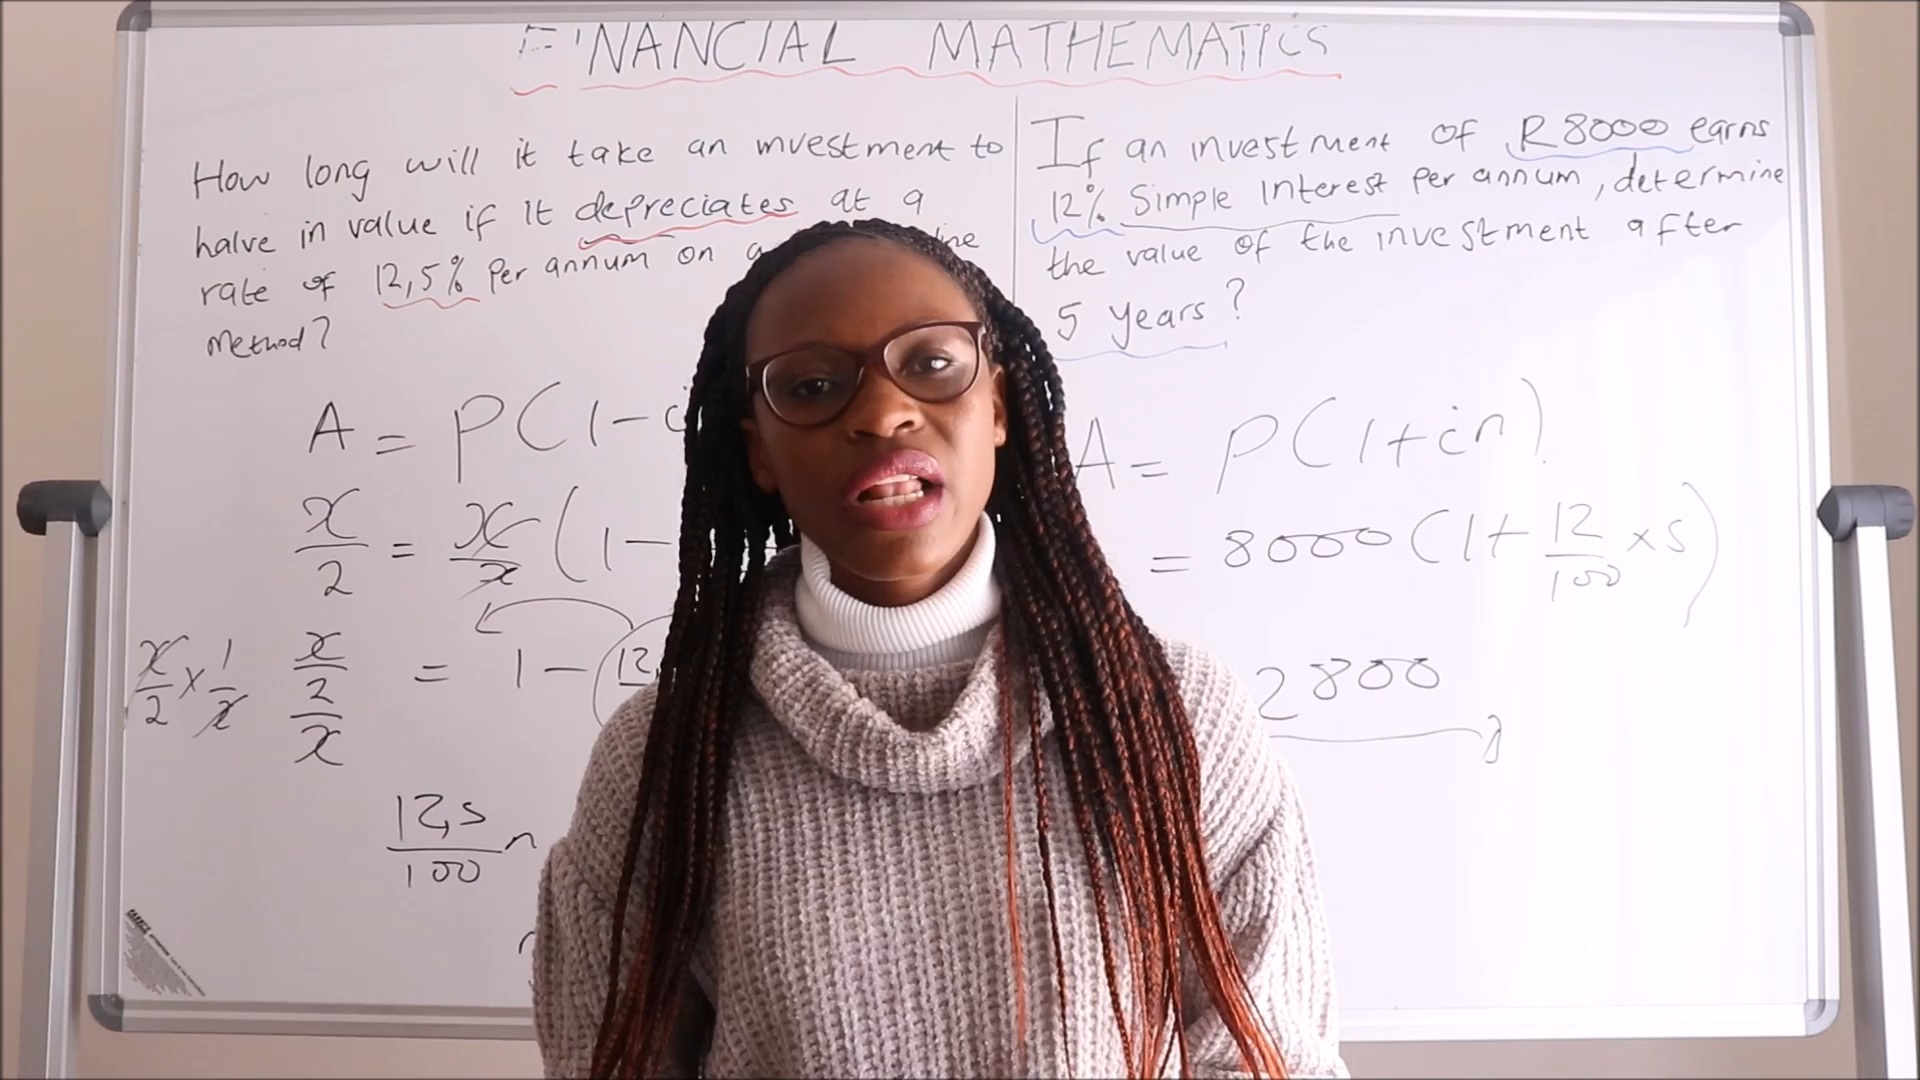 FINANCIAL MATHEMATICS
How long will it take an investment to
halve in value if it depreciates at a
rate of 12,5% per annum on a
method?
A = P(1 - i
x/2 = x/x (1 -
x/2 × 1/x
x/2/x = 1 - 12,
12,5/100 n
If an investment of R8000 earns
12% Simple interest per annum, determine
the value of the investment after
5 years?
A = P(1+in)
= 8000 (1 + 12/100 × 5)
2800